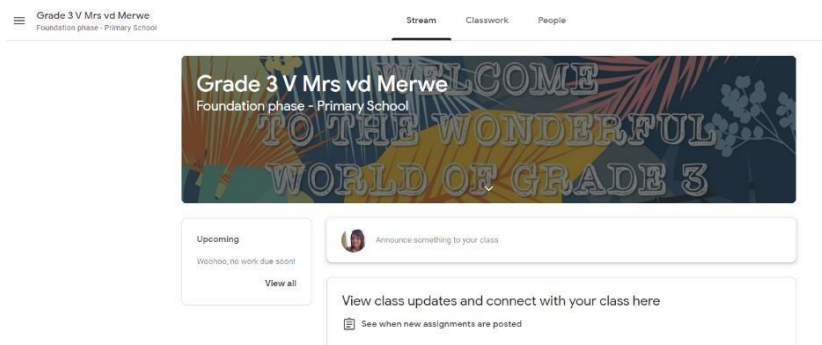 Grade 3 V Mrs vd Merwe
Foundation phase - Primary School
Stream Classwork People
Grade 3 V Mrs vd Merwe
Foundation phase - Primary School
WELCOME
TO THE WONDERFUL
WORLD OF GRADE 3
Upcoming
Woohoo, no work due soon!
View all
Announce something to your class
View class updates and connect with your class here
See when new assignments are posted